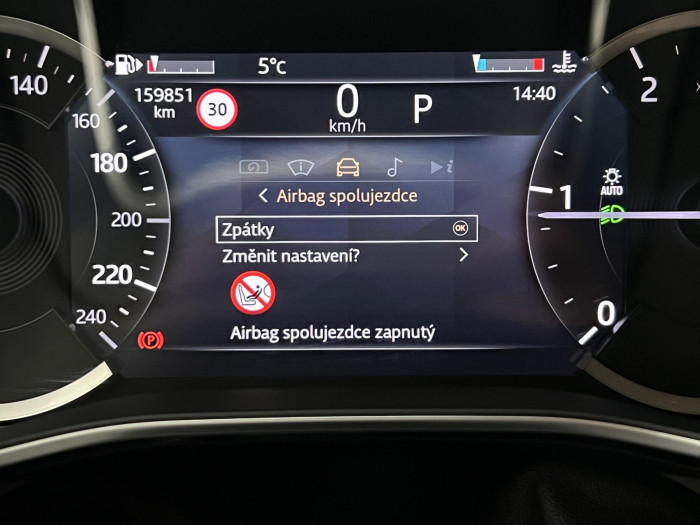 5°c
159851
km
30
0
km/h
P
14:40
140
160
180
200
220
240
2
1
0
AUTO
i
< Airbag spolujezdce
Zpátky OK
Změnit nastavení? >
Airbag spolujezdce zapnutý
P